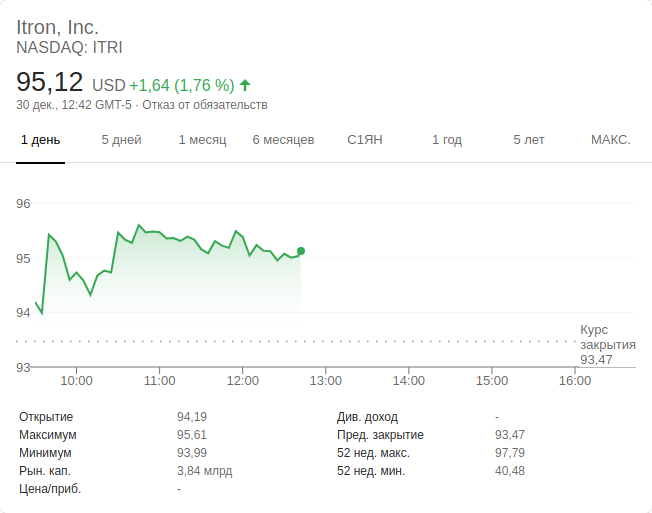 Itron, Inc.
NASDAQ: ITRI
95,12 USD +1,64 (1,76 %)
30 дек., 12:42 GMT-5 · Отказ от обязательств
1 день 5 дней 1 месяц 6 месяцев С1ЯН 1 год 5 лет МАКС.
96
95
94
93
Курс
закрытия
93,47
10:00 11:00 12:00 13:00 14:00 15:00 16:00
Открытие 94,19 Див. доход -
Максимум 95,61 Пред. закрытие 93,47
Минимум 93,99 52 нед. макс. 97,79
Рын. кап. 3,84 млрд 52 нед. мин. 40,48
Цена/приб. -